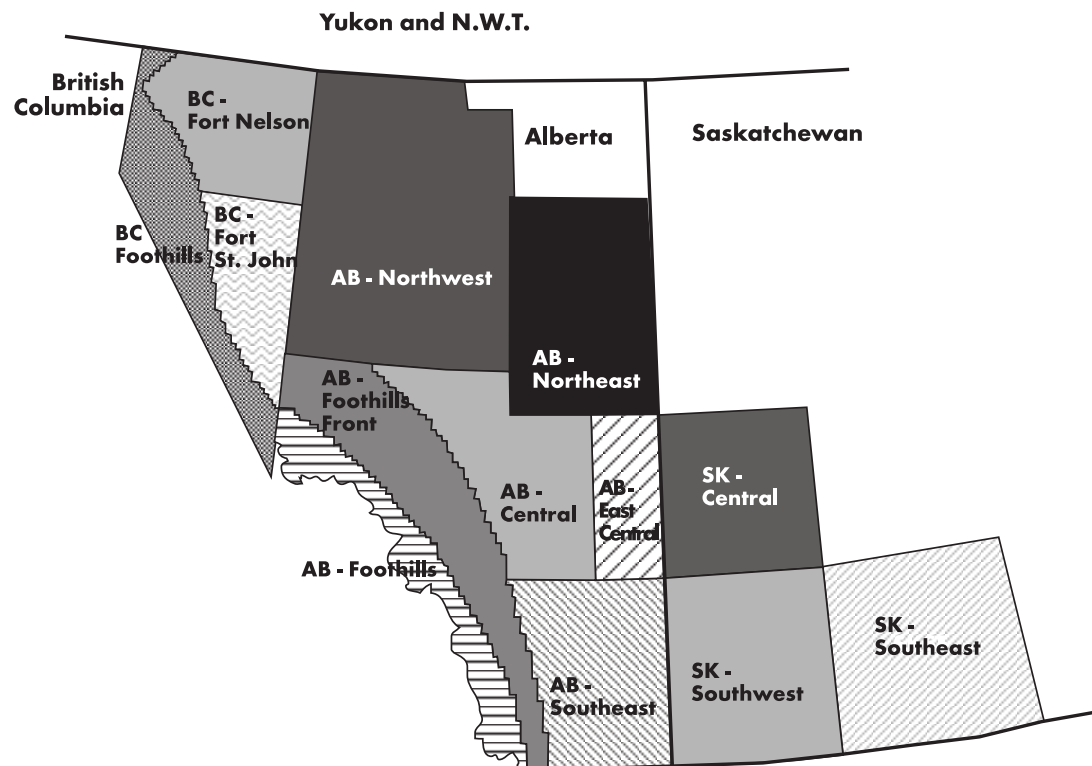 Yukon and N.W.T.
British
Columbia
BC -
Fort Nelson
Alberta
Saskatchewan
BC
Foothills
BC -
Fort
St. John
AB - Northwest
AB -
Northeast
AB -
Foothills
Front
AB -
Central
AB-
East
Central
SK -
Central
AB - Foothills
AB -
Southeast
SK -
Southwest
SK -
Southeast